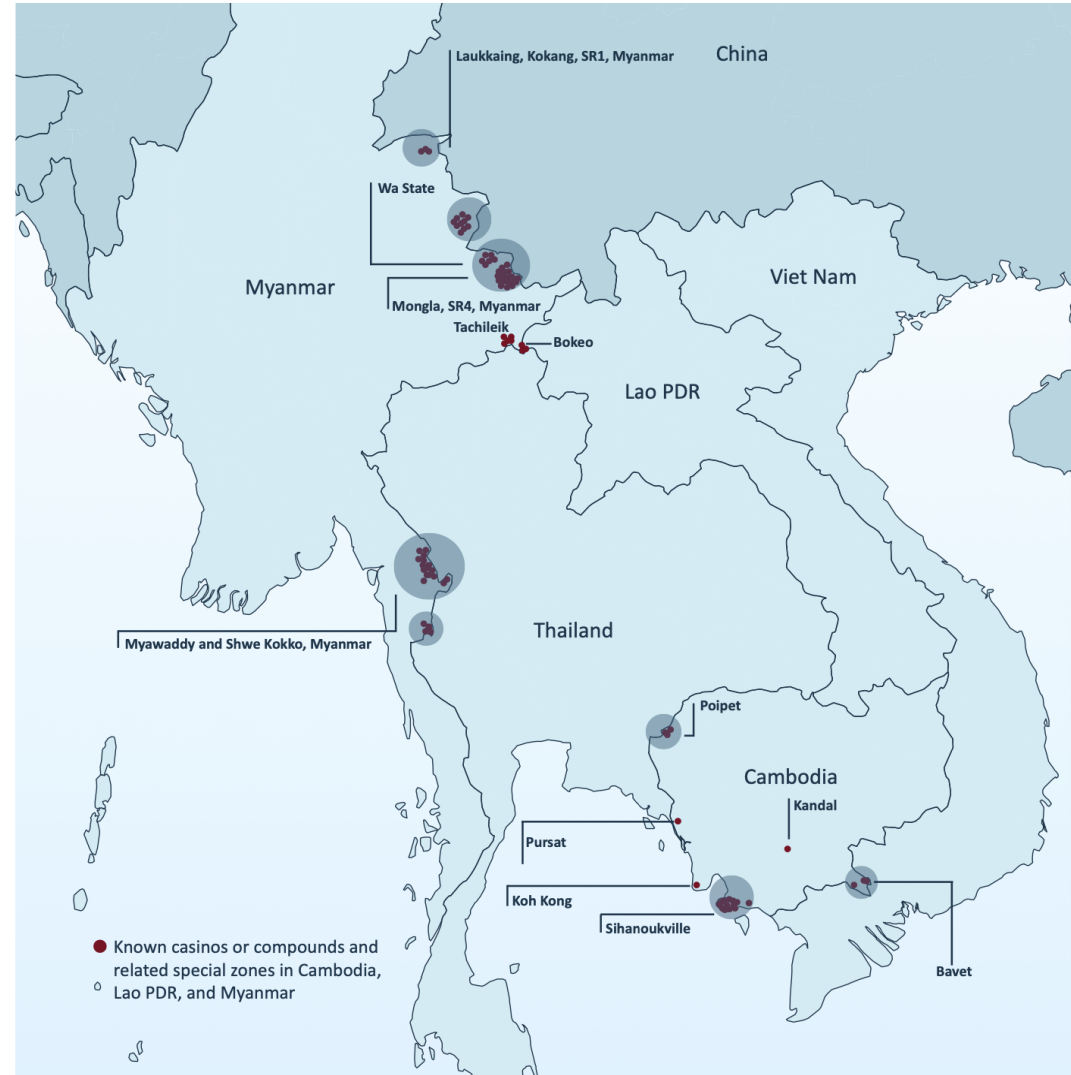 China
Laukkaing, Kokang, SR1, Myanmar
Wa State
Viet Nam
Myanmar
Mongla, SR4, Myanmar
Tachileik
Bokeo
Lao PDR
Thailand
Myawaddy and Shwe Kokko, Myanmar
Poipet
Cambodia
Kandal
Pursat
Koh Kong
Sihanoukville
Bavet
Known casinos or compounds and
related special zones in Cambodia,
Lao PDR, and Myanmar